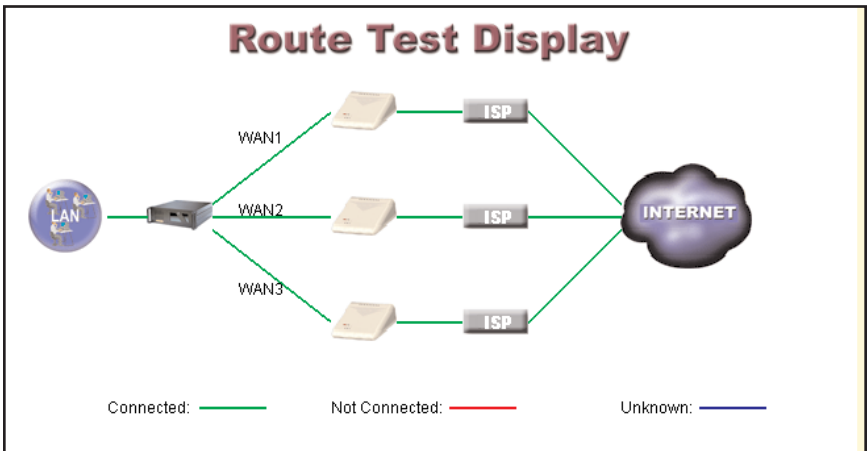 Route Test Display
ISP
WAN1
LAN
WAN2
ISP
INTERNET
WAN3
ISP
Connected:
Not Connected:
Unknown: